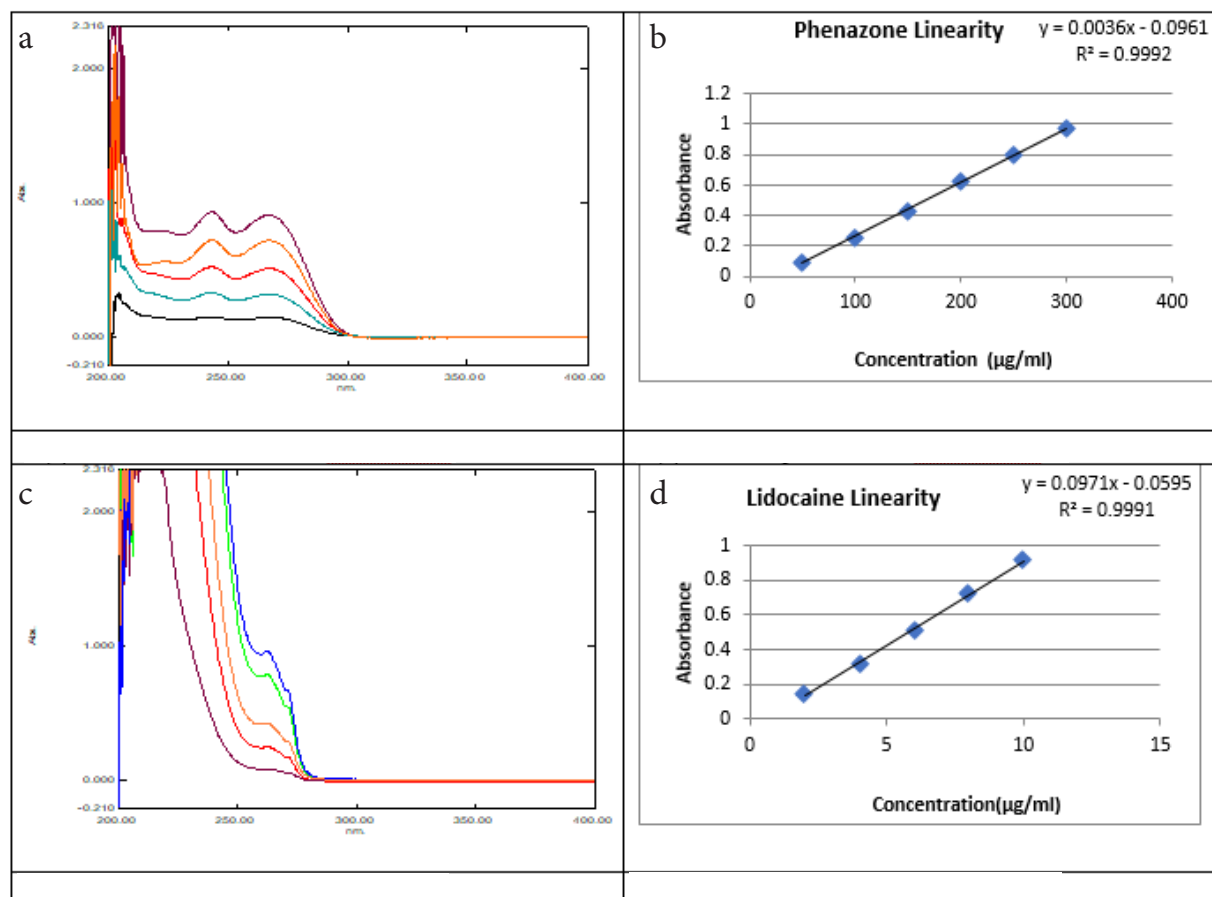 a
2.310
2.000
1.000
0.000
-0.210
Abs.
200.00 250.00 300.00 350.00 400.00
nm.
b
Phenazone Linearity
y = 0.0036x - 0.0961
R² = 0.9992
1.2
1
0.8
0.6
0.4
0.2
0
Absorbance
0 100 200 300 400
Concentration (µg/ml)
c
2.310
2.000
1.000
0.000
-0.210
Abs.
200.00 250.00 300.00 350.00 400.00
nm.
d
Lidocaine Linearity
y = 0.0971x - 0.0595
R² = 0.9991
1
0.8
0.6
0.4
0.2
0
Absorbance
0 5 10 15
Concentration(µg/ml)